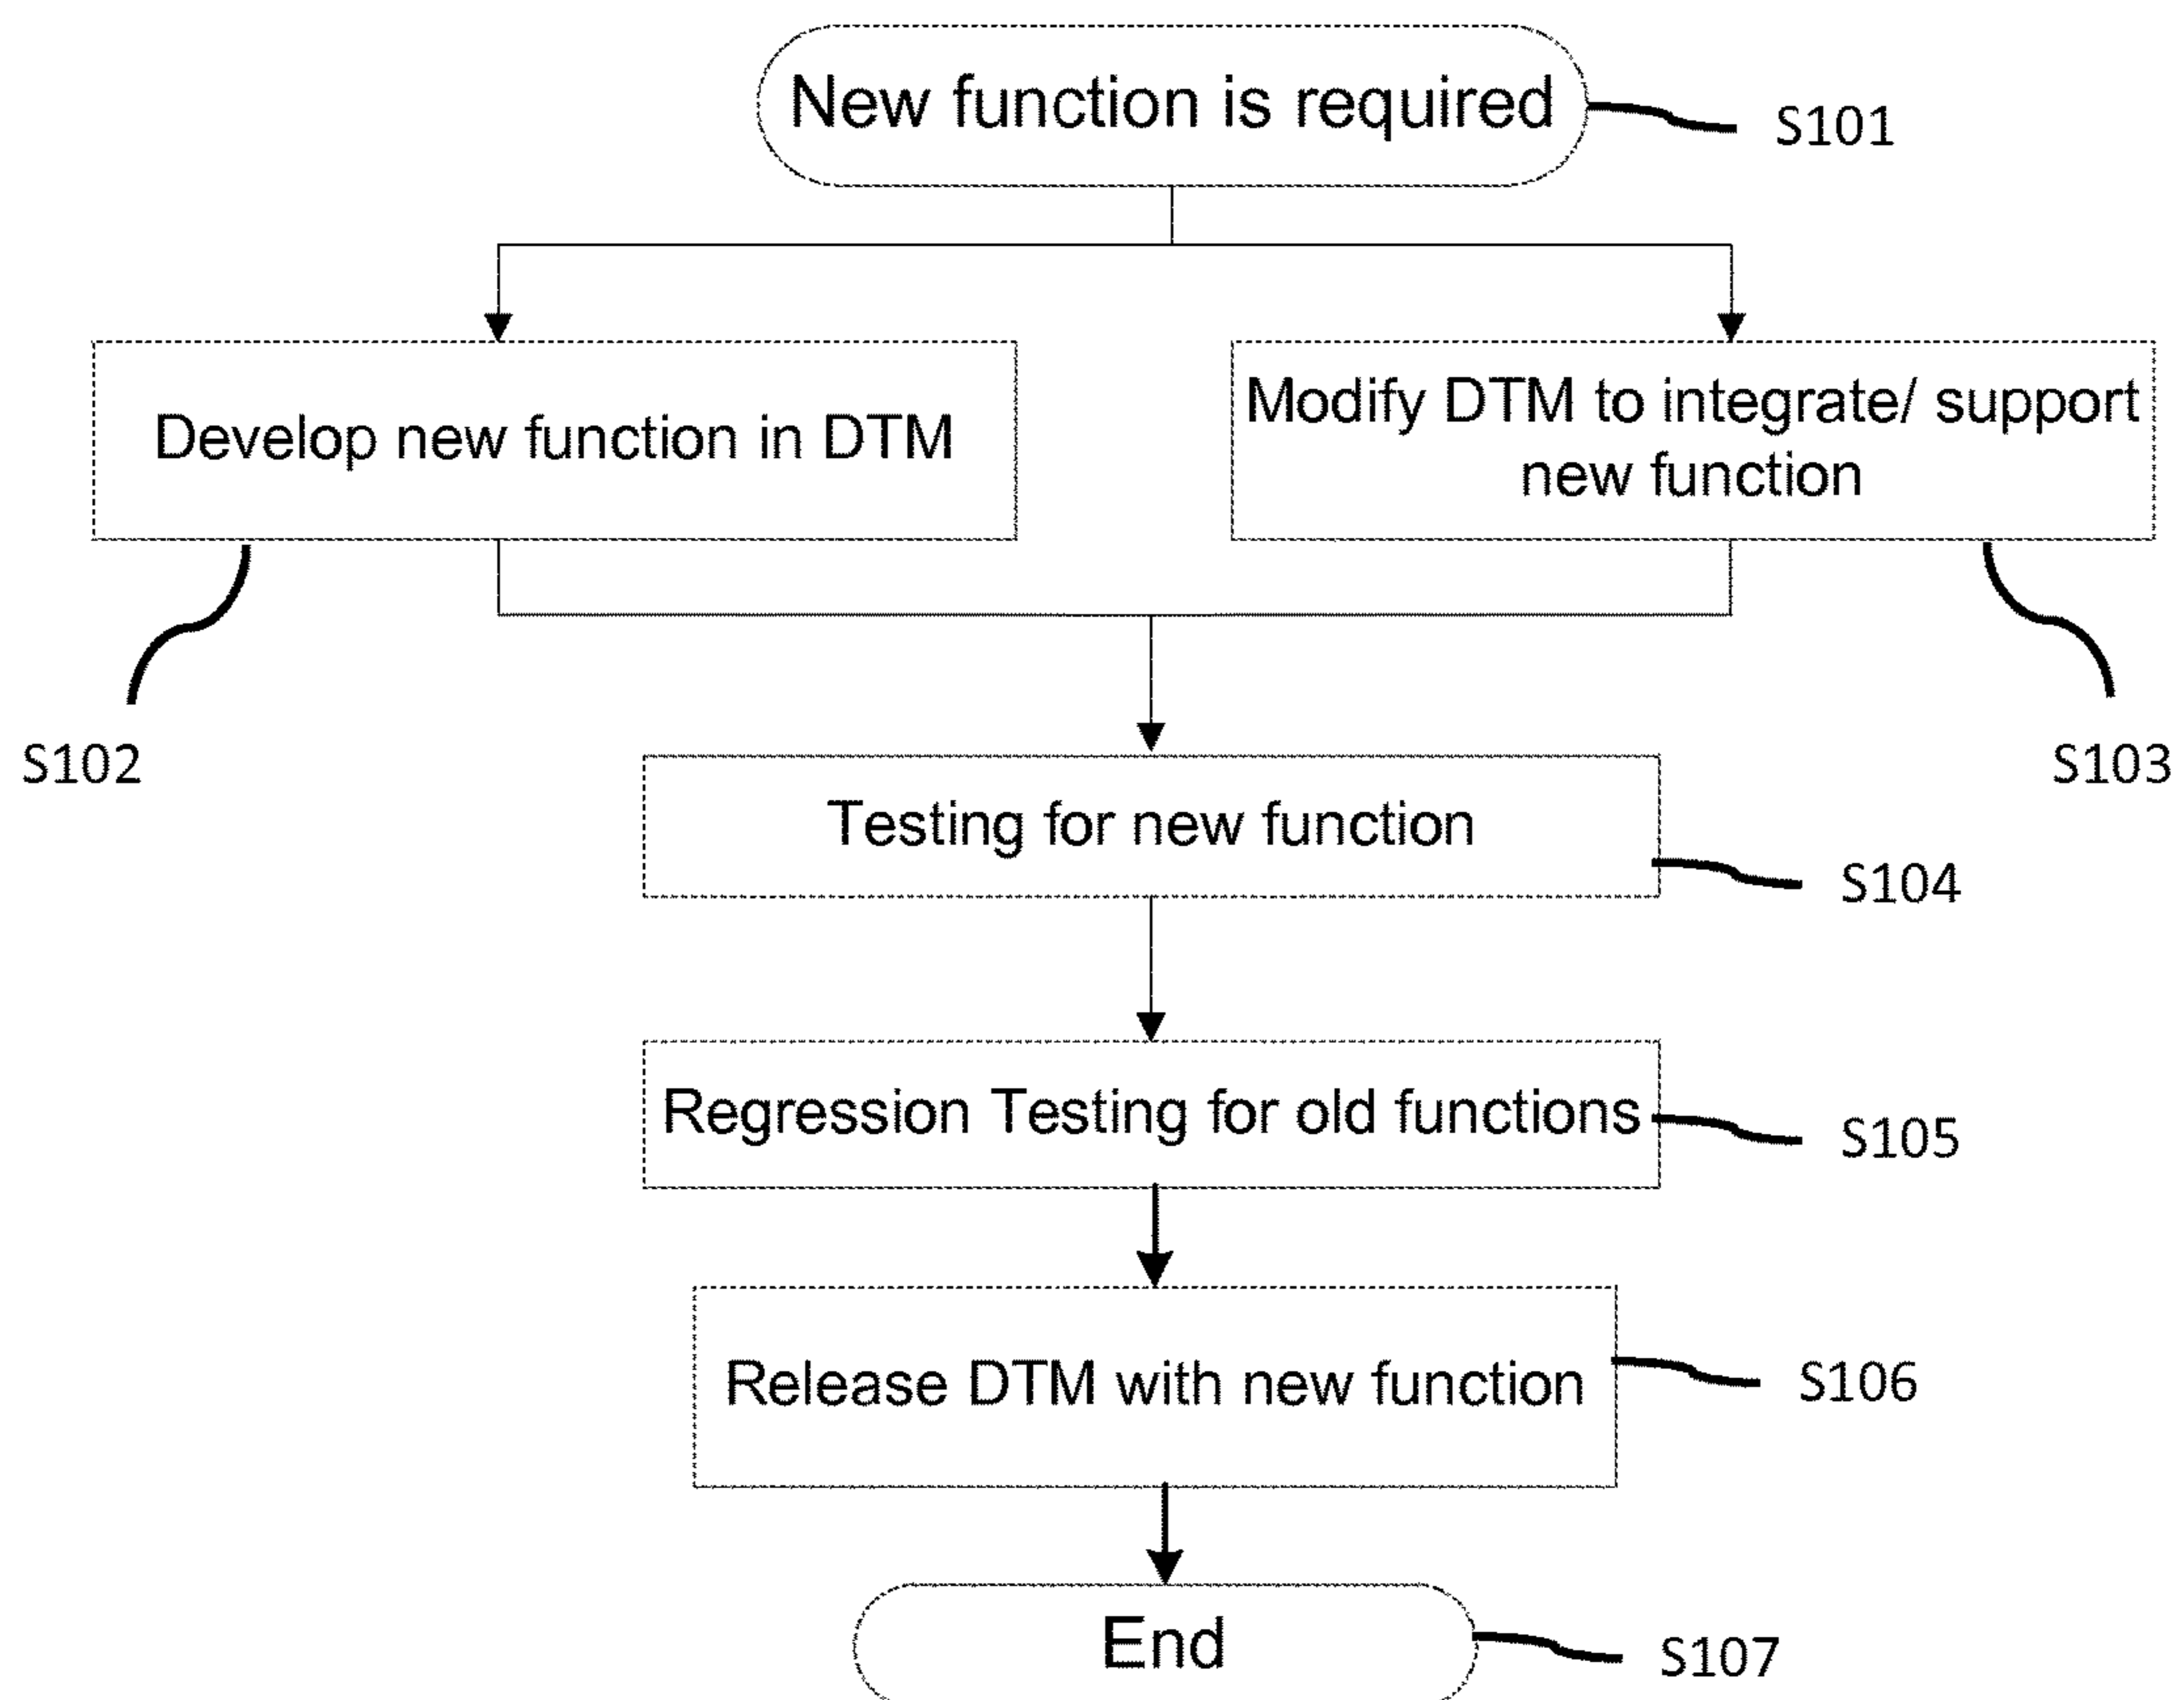 New function is required
S101
Develop new function in DTM
Modify DTM to integrate/ support
new function
S102
S103
Testing for new function
S104
Regression Testing for old functions
S105
Release DTM with new function
S106
End
S107